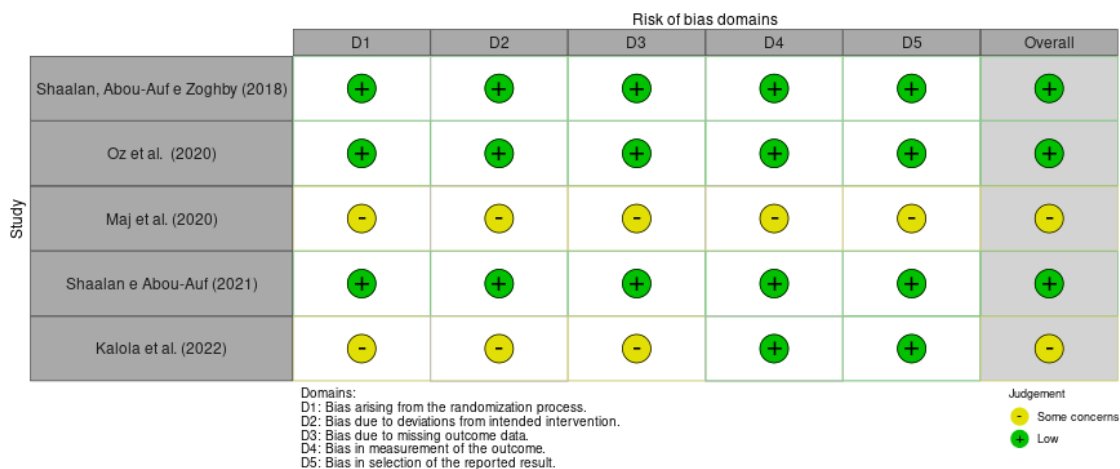 Risk of bias domains
D1 D2 D3 D4 D5 Overall
Study
Shaalan, Abou-Auf e Zoghby (2018) + + + + + +
Oz et al. (2020) + + + + + +
Maj et al. (2020) - - - - - -
Shaalan e Abou-Auf (2021) + + + + + +
Kalola et al. (2022) - - - + + -
Domains:
D1: Bias arising from the randomization process.
D2: Bias due to deviations from intended intervention.
D3: Bias due to missing outcome data.
D4: Bias in measurement of the outcome.
D5: Bias in selection of the reported result.
Judgement
- Some concerns
+ Low